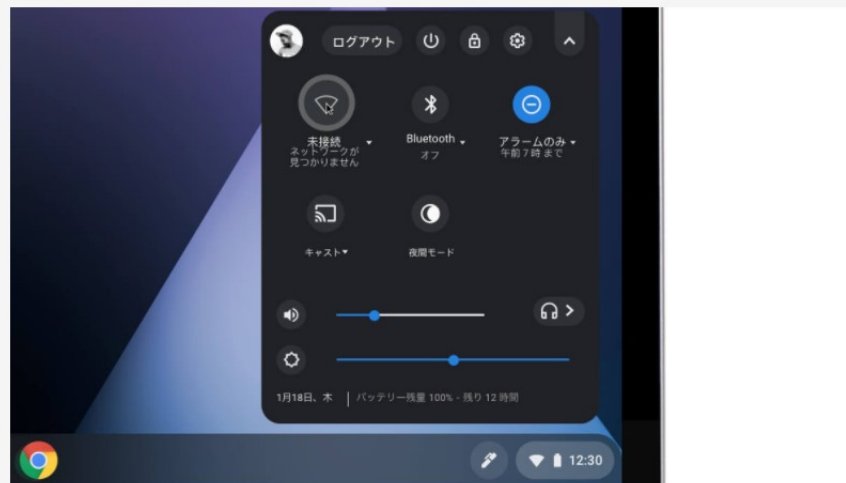 ログアウト
未接続
ネットワークが
見つかりません
Bluetooth
オフ
アラームのみ
午前 7 時 まで
キャスト
夜間モード
1月18日、木 | バッテリー残量 100% - 残り 12 時間
12:30